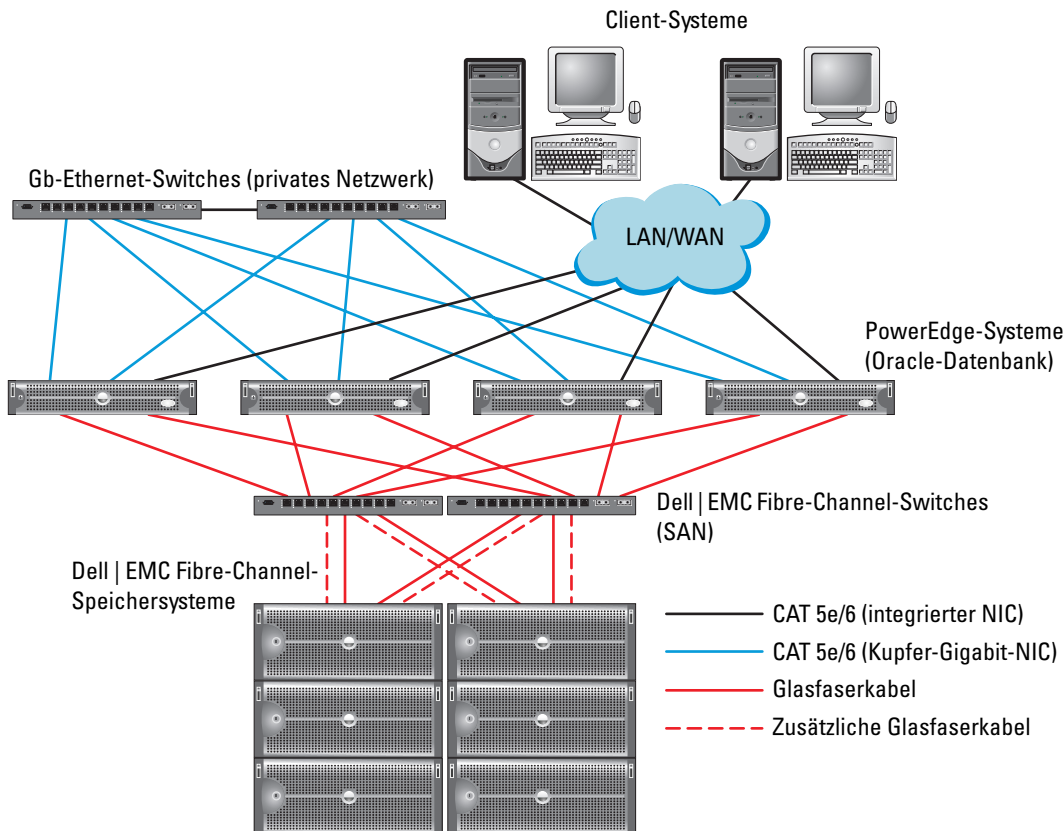 Client-Systeme
Gb-Ethernet-Switches (privates Netzwerk)
LAN/WAN
PowerEdge-Systeme
(Oracle-Datenbank)
Dell | EMC Fibre-Channel-Switches
(SAN)
Dell | EMC Fibre-Channel-
Speichersysteme
CAT 5e/6 (integrierter NIC)
CAT 5e/6 (Kupfer-Gigabit-NIC)
Glasfaserkabel
Zusätzliche Glasfaserkabel